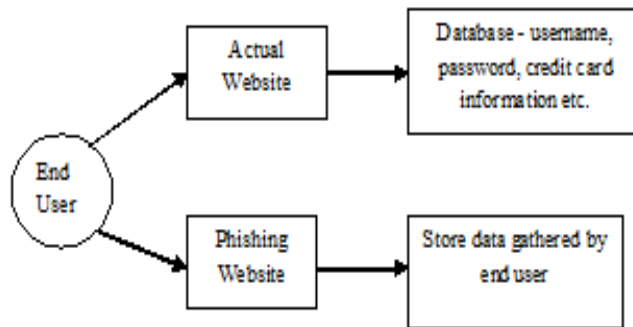 Actual
Website
Database - username,
password, credit card
information etc.
End
User
Phishing
Website
Store data gathered by
end user